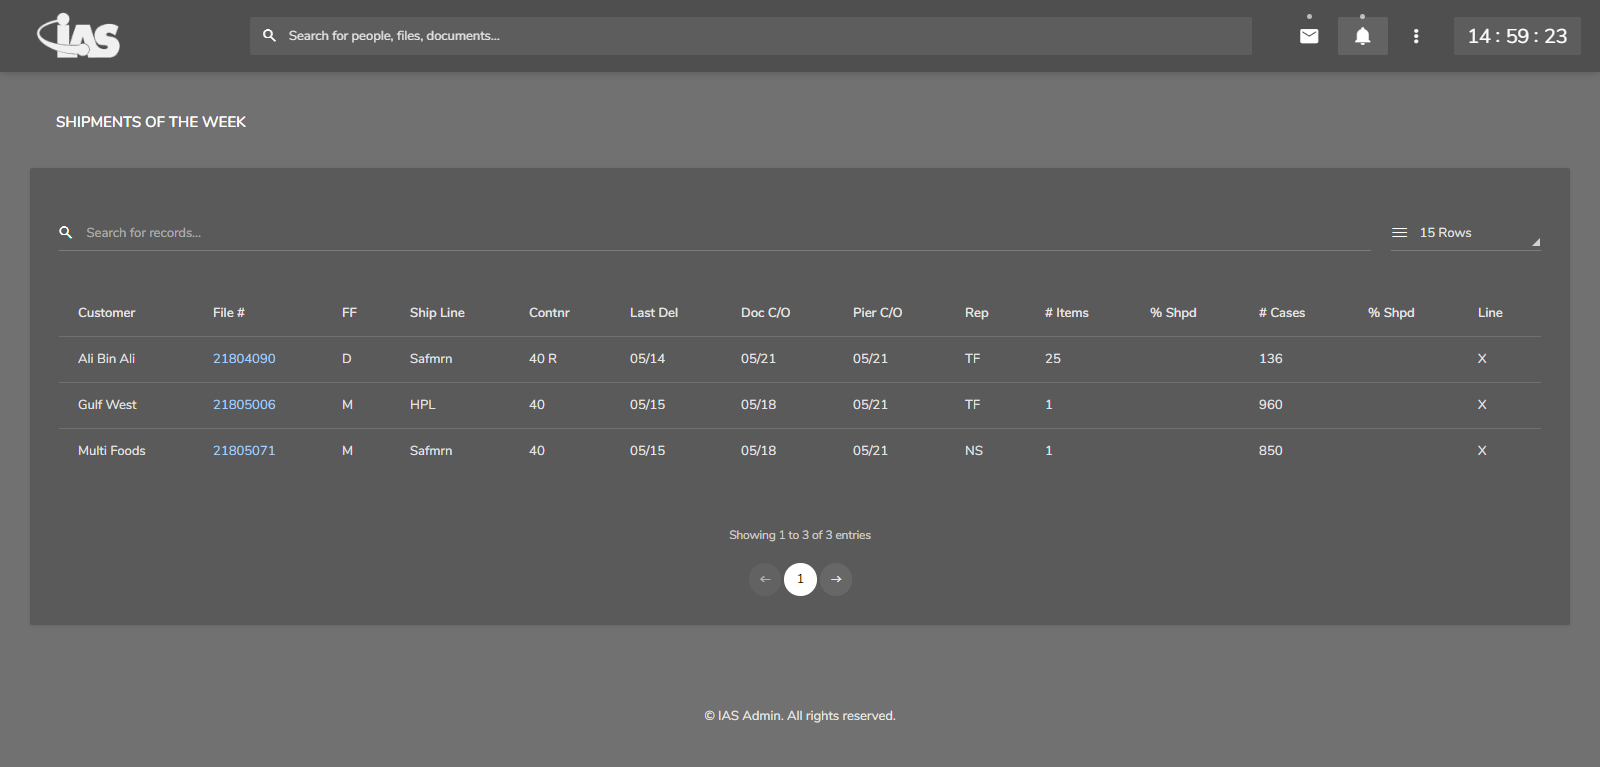 iAS
Search for people, files, documents...
14 : 59 : 23
SHIPMENTS OF THE WEEK
Search for records...
15 Rows
Customer File # FF Ship Line Contnr Last Del Doc C/O Pier C/O Rep # Items % Shpd # Cases % Shpd Line
Ali Bin Ali 21804090 D Safmrn 40 R 05/14 05/21 05/21 TF 25 136 X
Gulf West 21805006 M HPL 40 05/15 05/18 05/21 TF 1 960 X
Multi Foods 21805071 M Safmrn 40 05/15 05/18 05/21 NS 1 850 X
Showing 1 to 3 of 3 entries
← 1 →
© IAS Admin. All rights reserved.